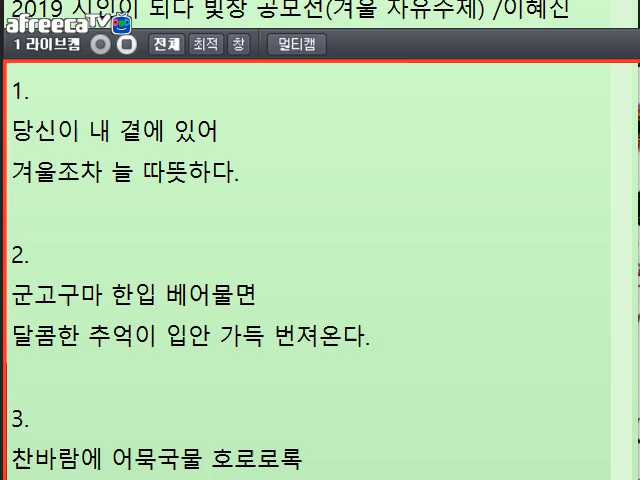 2019 시인이 되다 빛창 공모전(겨울 자유주제) /이혜신
afreecaTV
1 라이브캠 전체 최적 창 멀티캠
1.
당신이 내 곁에 있어
겨울조차 늘 따뜻하다.
2.
군고구마 한입 베어물면
달콤한 추억이 입안 가득 번져온다.
3.
찬바람에 어묵국물 호로로록